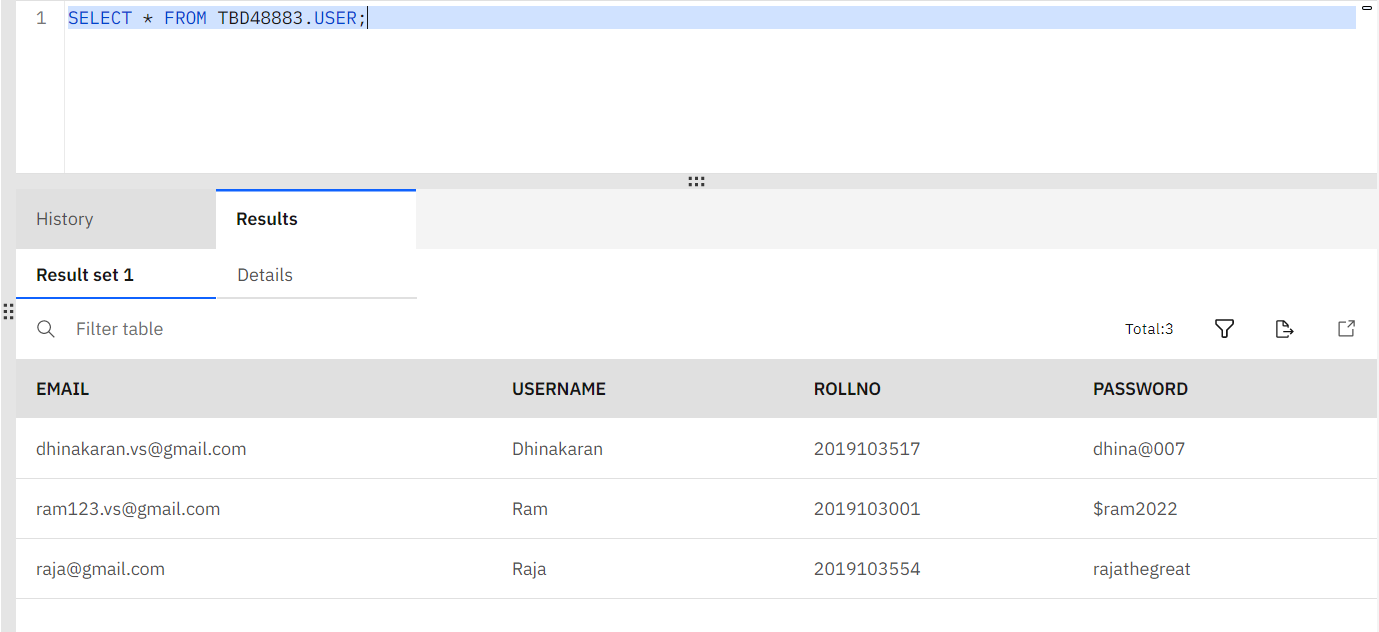 1 SELECT * FROM TBD48883.USER;
History Results
Result set 1 Details
Filter table Total:3
EMAIL USERNAME ROLLNO PASSWORD
dhinakaran.vs@gmail.com Dhinakaran 2019103517 dhina@007
ram123.vs@gmail.com Ram 2019103001 $ram2022
raja@gmail.com Raja 2019103554 rajathegreat